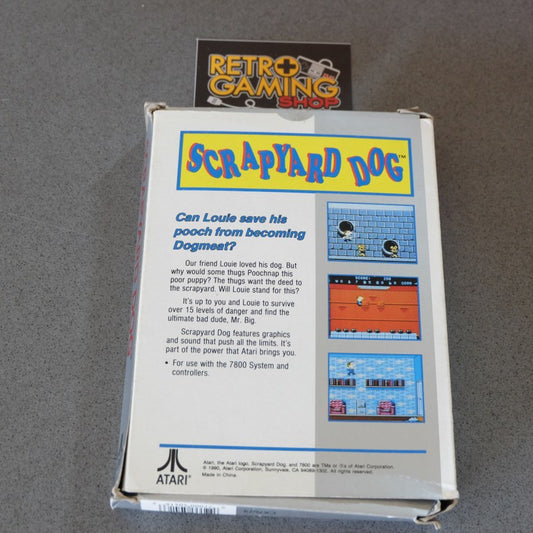 RETRO
GAMING
SHOP
SCRAPYARD DOG™
Can Louie save his
pooch from becoming
Dogmeat?
Our friend Louie loved his dog. But
why would some thugs Poochnap this
poor puppy? The thugs want the deed to
the scrapyard. Will Louie stand for this?
It's up to you and Louie to survive
over 15 levels of danger and find the
ultimate bad dude, Mr. Big.
Scrapyard Dog features graphics
and sound that push all the limits. It's
part of the power that Atari brings you.
• For use with the 7800 System and
controllers.
ATARI®
Atari, the Atari logo, Scrapyard Dog, and 7800 are TMs or ®s of Atari Corporation.
© 1990, Atari Corporation, Sunnyvale, CA 94089-1302. All rights reserved.
Made in China.